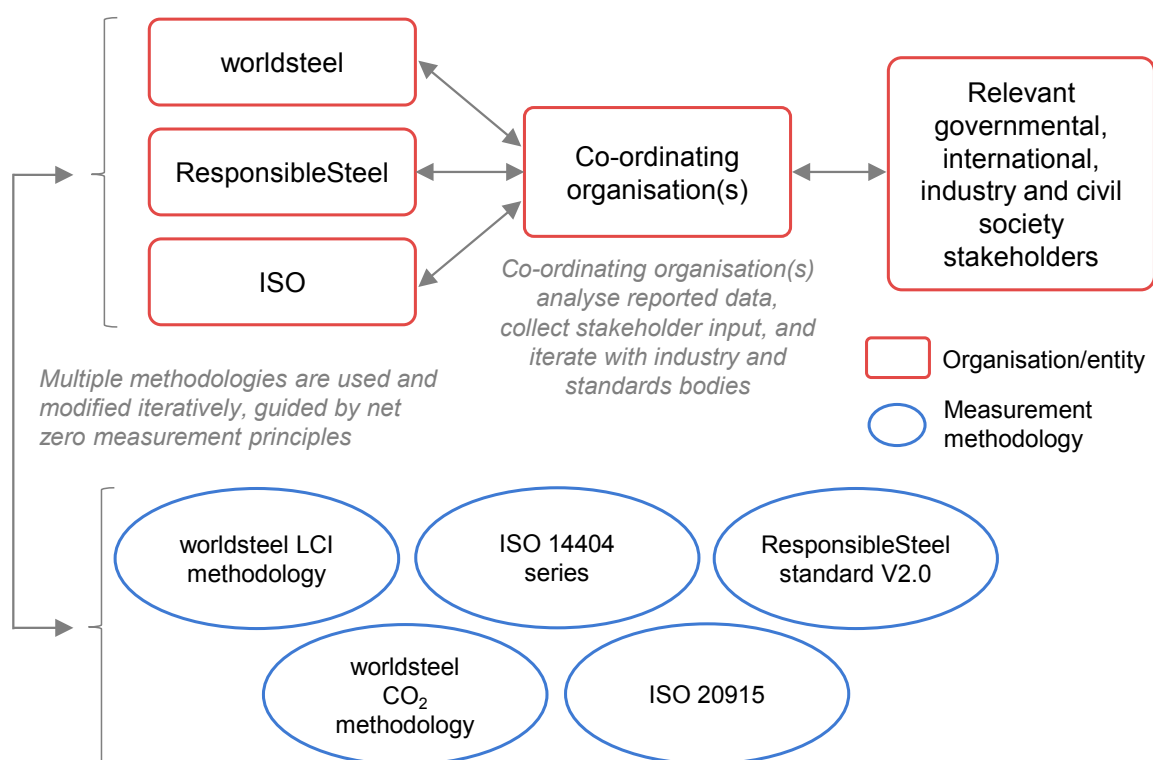 worldsteel
ResponsibleSteel
ISO
Co-ordinating
organisation(s)
Relevant
governmental,
international,
industry and civil
society
stakeholders
Co-ordinating organisation(s)
analyse reported data,
collect stakeholder input, and
iterate with industry and
standards bodies
Multiple methodologies are used and
modified iteratively, guided by net
zero measurement principles
Organisation/entity
Measurement
methodology
worldsteel LCI
methodology
ISO 14404
series
ResponsibleSteel
standard V2.0
worldsteel
CO₂
methodology
ISO 20915